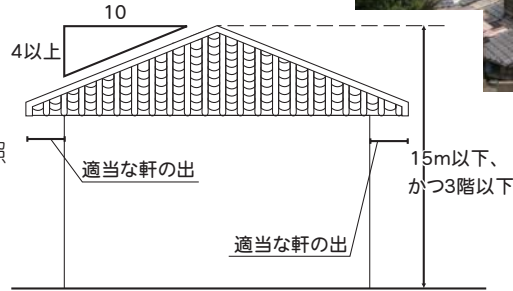 10
4以上
照
適当な軒の出
15m以下、
かつ3階以下
適当な軒の出